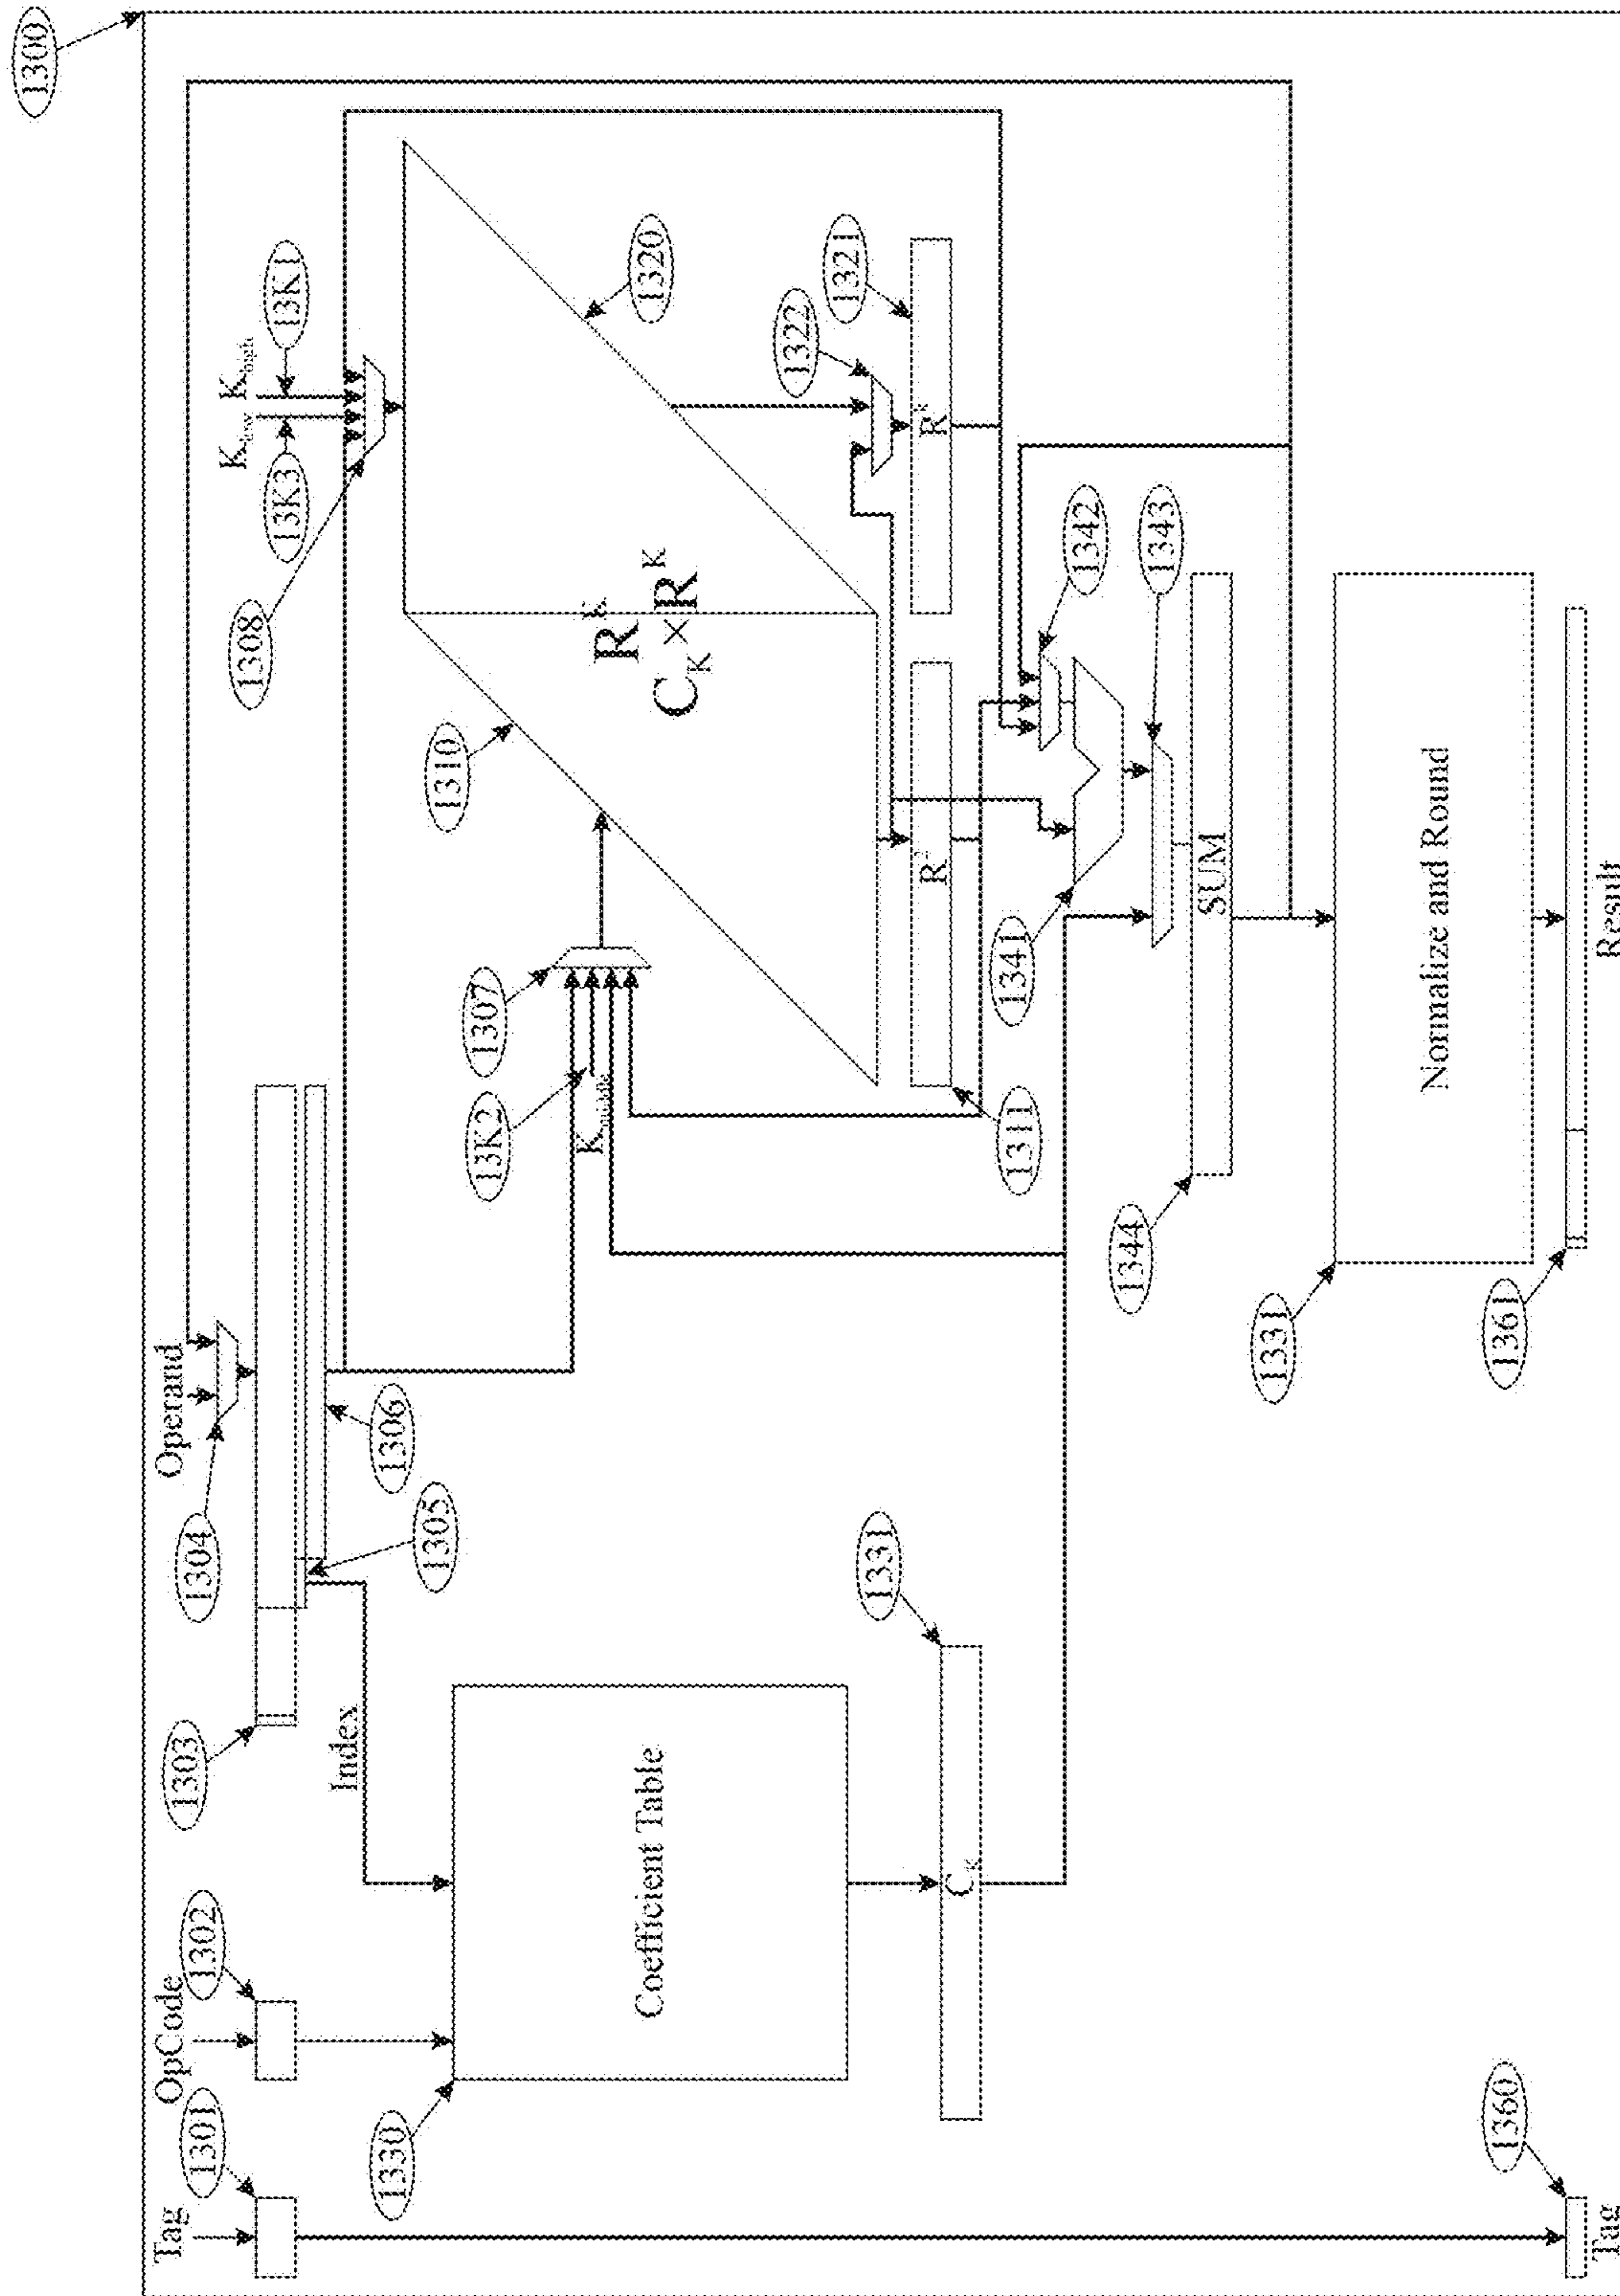 1300
Tag
OpCode
Operand
K_low
K_high
1301
1302
1303
1304
13K3
13K1
1308
Index
1305
1306
1330
Coefficient Table
1307
13K2
1310
R^K
C_K × R^K
1320
1322
1321
1331
C_K
1311
R
R^K
1341
1342
1343
1344
SUM
1331
Normalize and Round
1360
1361
Tag
Result